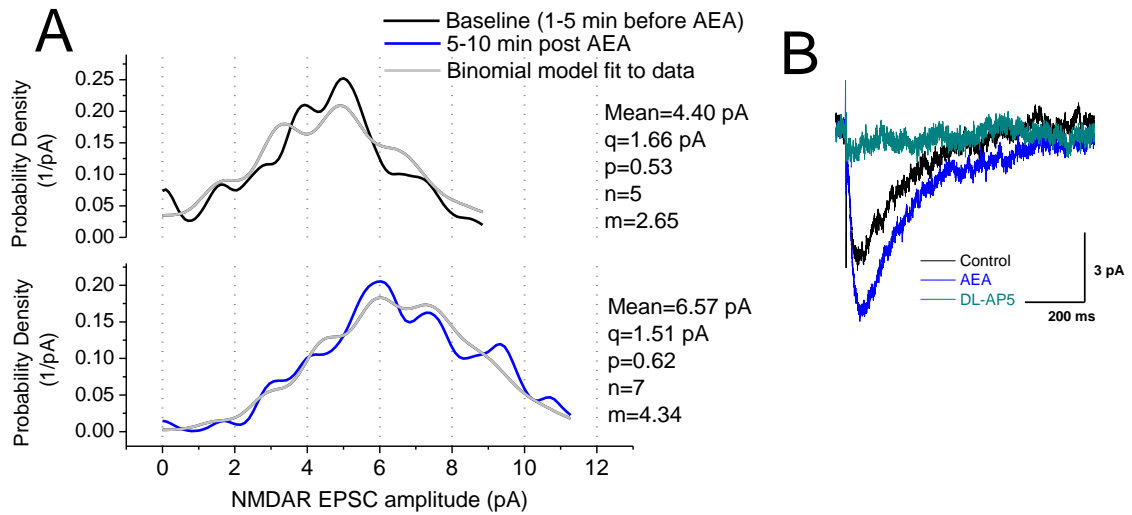 A
Baseline (1-5 min before AEA)
5-10 min post AEA
Binomial model fit to data
Probability Density
(1/pA)
0.25
0.20
0.15
0.10
0.05
0.00
Mean=4.40 pA
q=1.66 pA
p=0.53
n=5
m=2.65
Probability Density
(1/pA)
0.20
0.15
0.10
0.05
0.00
Mean=6.57 pA
q=1.51 pA
p=0.62
n=7
m=4.34
0 2 4 6 8 10 12
NMDAR EPSC amplitude (pA)
B
Control
AEA
DL-AP5
3 pA
200 ms